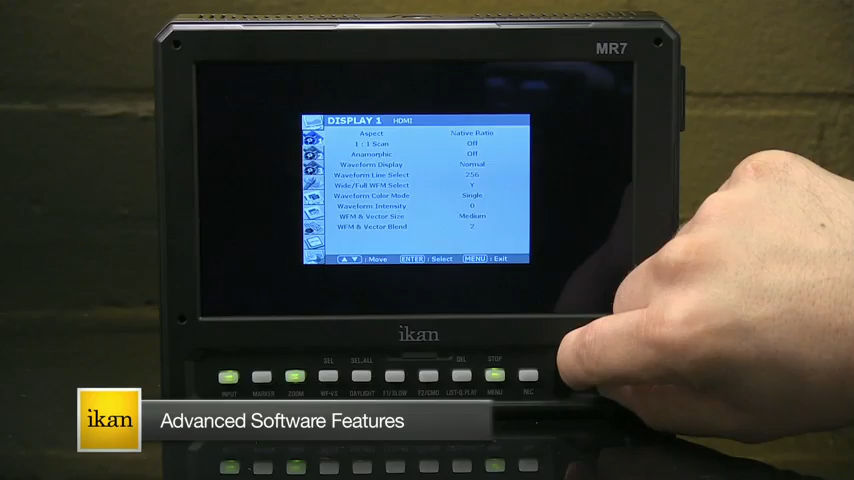 MR7
DISPLAY 1 HDMI
Aspect Native Ratio
1 : 1 Scan Off
Anamorphic Off
Waveform Display Normal
Waveform Line Select 256
Wide/Full WFM Select Y
Waveform Color Mode Single
Waveform Intensity 0
WFM & Vector Size Medium
WFM & Vector Blend 2
▲ ▼ : Move ENTER : Select MENU : Exit
ikan
SEL SEL.ALL DEL STOP
INPUT MARKER ZOOM WF-VS DAYLIGHT F1/SLOW F2/CMD LIST-Q.PLAY MENU REC
ikan
Advanced Software Features